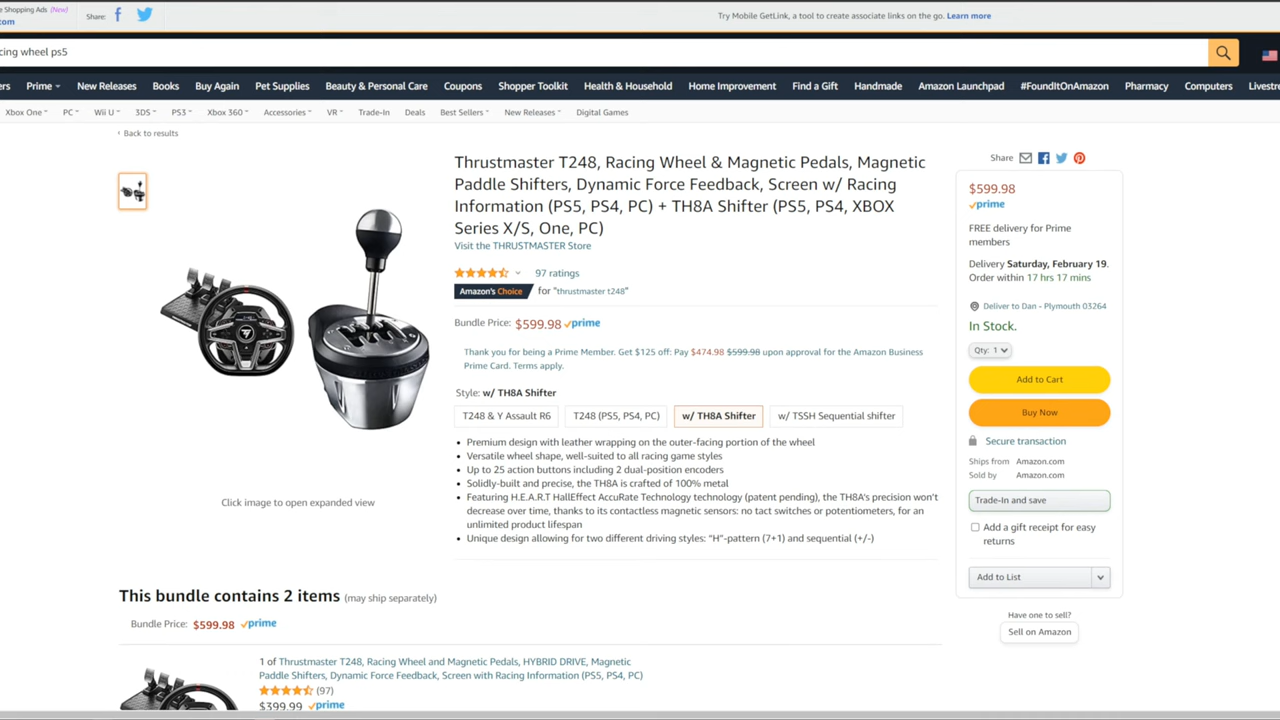 e Shopping Ads (New)
.com
Share:
Try Mobile GetLink, a tool to create associate links on the go. Learn more
cing wheel ps5
ers Prime New Releases Books Buy Again Pet Supplies Beauty & Personal Care Coupons Shopper Toolkit Health & Household Home Improvement Find a Gift Handmade Amazon Launchpad #FoundItOnAmazon Pharmacy Computers Livestre
Xbox One PC Wii U 3DS PS3 Xbox 360 Accessories VR Trade-In Deals Best Sellers New Releases Digital Games
‹ Back to results
Thrustmaster T248, Racing Wheel & Magnetic Pedals, Magnetic
Paddle Shifters, Dynamic Force Feedback, Screen w/ Racing
Information (PS5, PS4, PC) + TH8A Shifter (PS5, PS4, XBOX
Series X/S, One, PC)
Visit the THRUSTMASTER Store
97 ratings
Amazon's Choice for "thrustmaster t248"
Bundle Price: $599.98 prime
Thank you for being a Prime Member. Get $125 off: Pay $474.98 $599.98 upon approval for the Amazon Business
Prime Card. Terms apply.
Style: w/ TH8A Shifter
T248 & Y Assault R6
T248 (PS5, PS4, PC)
w/ TH8A Shifter
w/ TSSH Sequential shifter
• Premium design with leather wrapping on the outer-facing portion of the wheel
• Versatile wheel shape, well-suited to all racing game styles
• Up to 25 action buttons including 2 dual-position encoders
• Solidly-built and precise, the TH8A is crafted of 100% metal
• Featuring H.E.A.R.T HallEffect AccuRate Technology technology (patent pending), the TH8A's precision won't
decrease over time, thanks to its contactless magnetic sensors: no tact switches or potentiometers, for an
unlimited product lifespan
• Unique design allowing for two different driving styles: "H"-pattern (7+1) and sequential (+/-)
Click image to open expanded view
Share
$599.98
prime
FREE delivery for Prime
members
Delivery Saturday, February 19.
Order within 17 hrs 17 mins
Deliver to Dan - Plymouth 03264
In Stock.
Qty: 1
Add to Cart
Buy Now
Secure transaction
Ships from Amazon.com
Sold by Amazon.com
Trade-In and save
Add a gift receipt for easy
returns
Add to List
Have one to sell?
Sell on Amazon
This bundle contains 2 items (may ship separately)
Bundle Price: $599.98 prime
1 of Thrustmaster T248, Racing Wheel and Magnetic Pedals, HYBRID DRIVE, Magnetic
Paddle Shifters, Dynamic Force Feedback, Screen with Racing Information (PS5, PS4, PC)
(97)
$399.99 prime